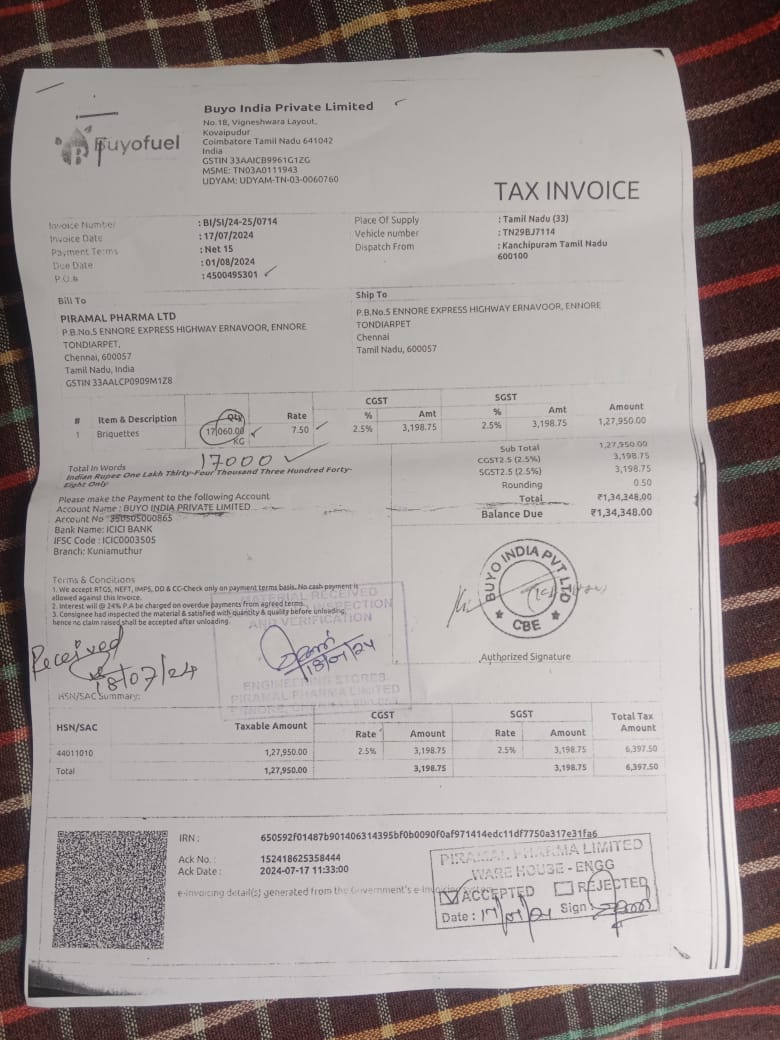 Buyofuel
Buyo India Private Limited
No.18, Vigneshwara Layout,
Kovaipudur
Coimbatore Tamil Nadu 641042
India
GSTIN 33AAICB9961G1ZG
MSME: TN03A0111943
UDYAM: UDYAM-TN-03-0060760
TAX INVOICE
Invoice Number : BI/SI/24-25/0714
Invoice Date : 17/07/2024
Payment Terms : Net 15
Due Date : 01/08/2024
P.O.# : 4500495301
Place Of Supply : Tamil Nadu (33)
Vehicle number : TN29BJ7114
Dispatch From : Kanchipuram Tamil Nadu
600100
Bill To
PIRAMAL PHARMA LTD
P.B.No.5 ENNORE EXPRESS HIGHWAY ERNAVOOR, ENNORE
TONDIARPET,
Chennai, 600057
Tamil Nadu, India
GSTIN 33AALCP0909M1Z8
Ship To
P.B.No.5 ENNORE EXPRESS HIGHWAY ERNAVOOR, ENNORE
TONDIARPET
Chennai
Tamil Nadu, 600057
CGST SGST
# Item & Description Qty Rate % Amt % Amt Amount
1 Briquettes 17,060.00 7.50 2.5% 3,198.75 2.5% 3,198.75 1,27,950.00
KG
17000
Total In Words
Indian Rupee One Lakh Thirty-Four Thousand Three Hundred Forty-
Eight Only
Sub Total 1,27,950.00
CGST2.5 (2.5%) 3,198.75
SGST2.5 (2.5%) 3,198.75
Rounding 0.50
Total ₹1,34,348.00
Balance Due ₹1,34,348.00
Please make the Payment to the following Account
Account Name : BUYO INDIA PRIVATE LIMITED
Account No
Bank Name: ICICI BANK
IFSC Code : ICIC0003505
Branch: Kuniamuthur
Terms & Conditions
1. We accept RTGS, NEFT, IMPS, DD & CC-Check only on payment terms basis. No cash payment is
allowed against this Invoice.
2. Interest will @ 24% P.A be charged on overdue payments from agreed terms.
3. Consignee had inspected the material & satisfied with quantity & quality before unloading,
hence no claim raised shall be accepted after unloading.
BUYO INDIA PVT LTD
CBE
Authorized Signature
MATERIAL RECEIVED
INSPECTION
AND VERIFICATION
ENGINEERING STORES
PIRAMAL PHARMA LIMITED
Received
18/07/24
HSN/SAC Summary:
CGST SGST
HSN/SAC Taxable Amount Rate Amount Rate Amount Total Tax
Amount
44011010 1,27,950.00 2.5% 3,198.75 2.5% 3,198.75 6,397.50
Total 1,27,950.00 3,198.75 3,198.75 6,397.50
IRN : 650592f01487b901406314395bf0b0090f0af971414edc11df7750a317e31fa6
Ack No. : 152418625358444
Ack Date : 2024-07-17 11:33:00
e-invoicing detail(s) generated from the Government's
PIRAMAL PHARMA LIMITED
WARE HOUSE - ENGG
ACCEPTED REJECTED
Date : Sign :